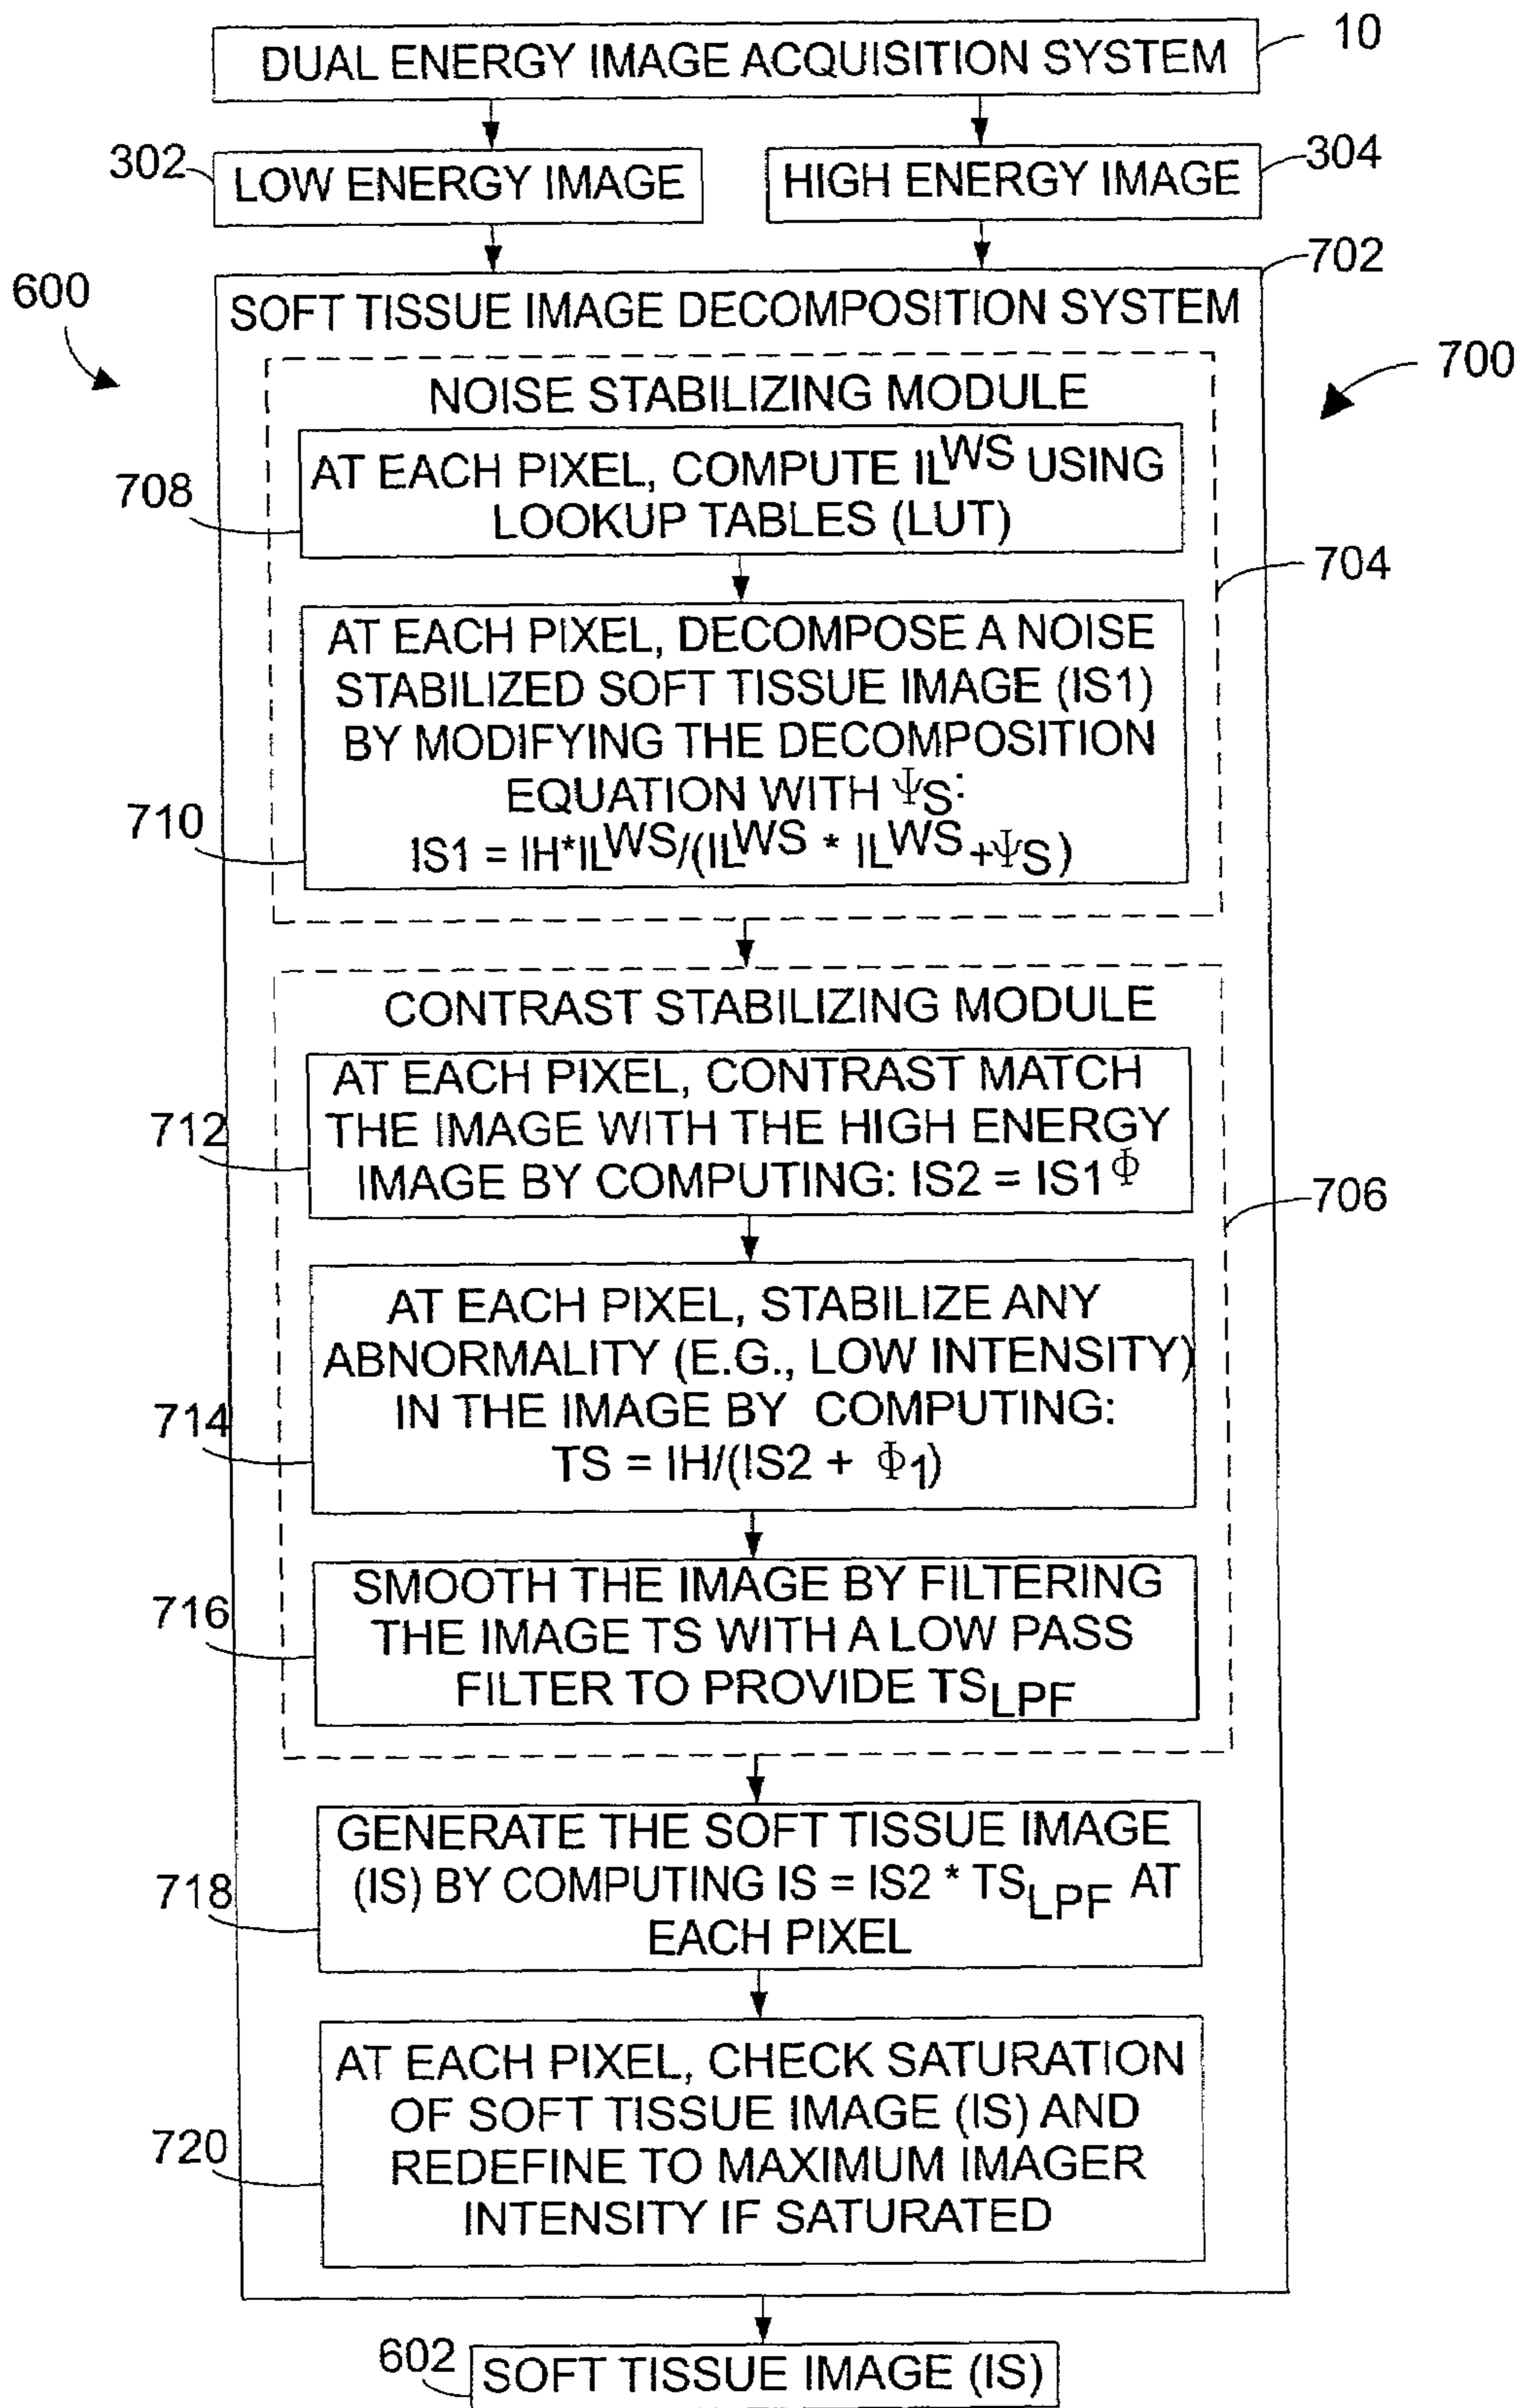 DUAL ENERGY IMAGE ACQUISITION SYSTEM
10
302
LOW ENERGY IMAGE
HIGH ENERGY IMAGE
304
702
600
SOFT TISSUE IMAGE DECOMPOSITION SYSTEM
700
NOISE STABILIZING MODULE
708
AT EACH PIXEL, COMPUTE IL^WS USING
LOOKUP TABLES (LUT)
704
AT EACH PIXEL, DECOMPOSE A NOISE
STABILIZED SOFT TISSUE IMAGE (IS1)
BY MODIFYING THE DECOMPOSITION
EQUATION WITH Ψ_S:
710
IS1 = IH*IL^WS/(IL^WS * IL^WS+Ψ_S)
CONTRAST STABILIZING MODULE
712
AT EACH PIXEL, CONTRAST MATCH
THE IMAGE WITH THE HIGH ENERGY
IMAGE BY COMPUTING: IS2 = IS1^Φ
706
AT EACH PIXEL, STABILIZE ANY
ABNORMALITY (E.G., LOW INTENSITY)
714
IN THE IMAGE BY COMPUTING:
TS = IH/(IS2 + Φ_1)
716
SMOOTH THE IMAGE BY FILTERING
THE IMAGE TS WITH A LOW PASS
FILTER TO PROVIDE TS_LPF
718
GENERATE THE SOFT TISSUE IMAGE
(IS) BY COMPUTING IS = IS2 * TS_LPF AT
EACH PIXEL
720
AT EACH PIXEL, CHECK SATURATION
OF SOFT TISSUE IMAGE (IS) AND
REDEFINE TO MAXIMUM IMAGER
INTENSITY IF SATURATED
602
SOFT TISSUE IMAGE (IS)